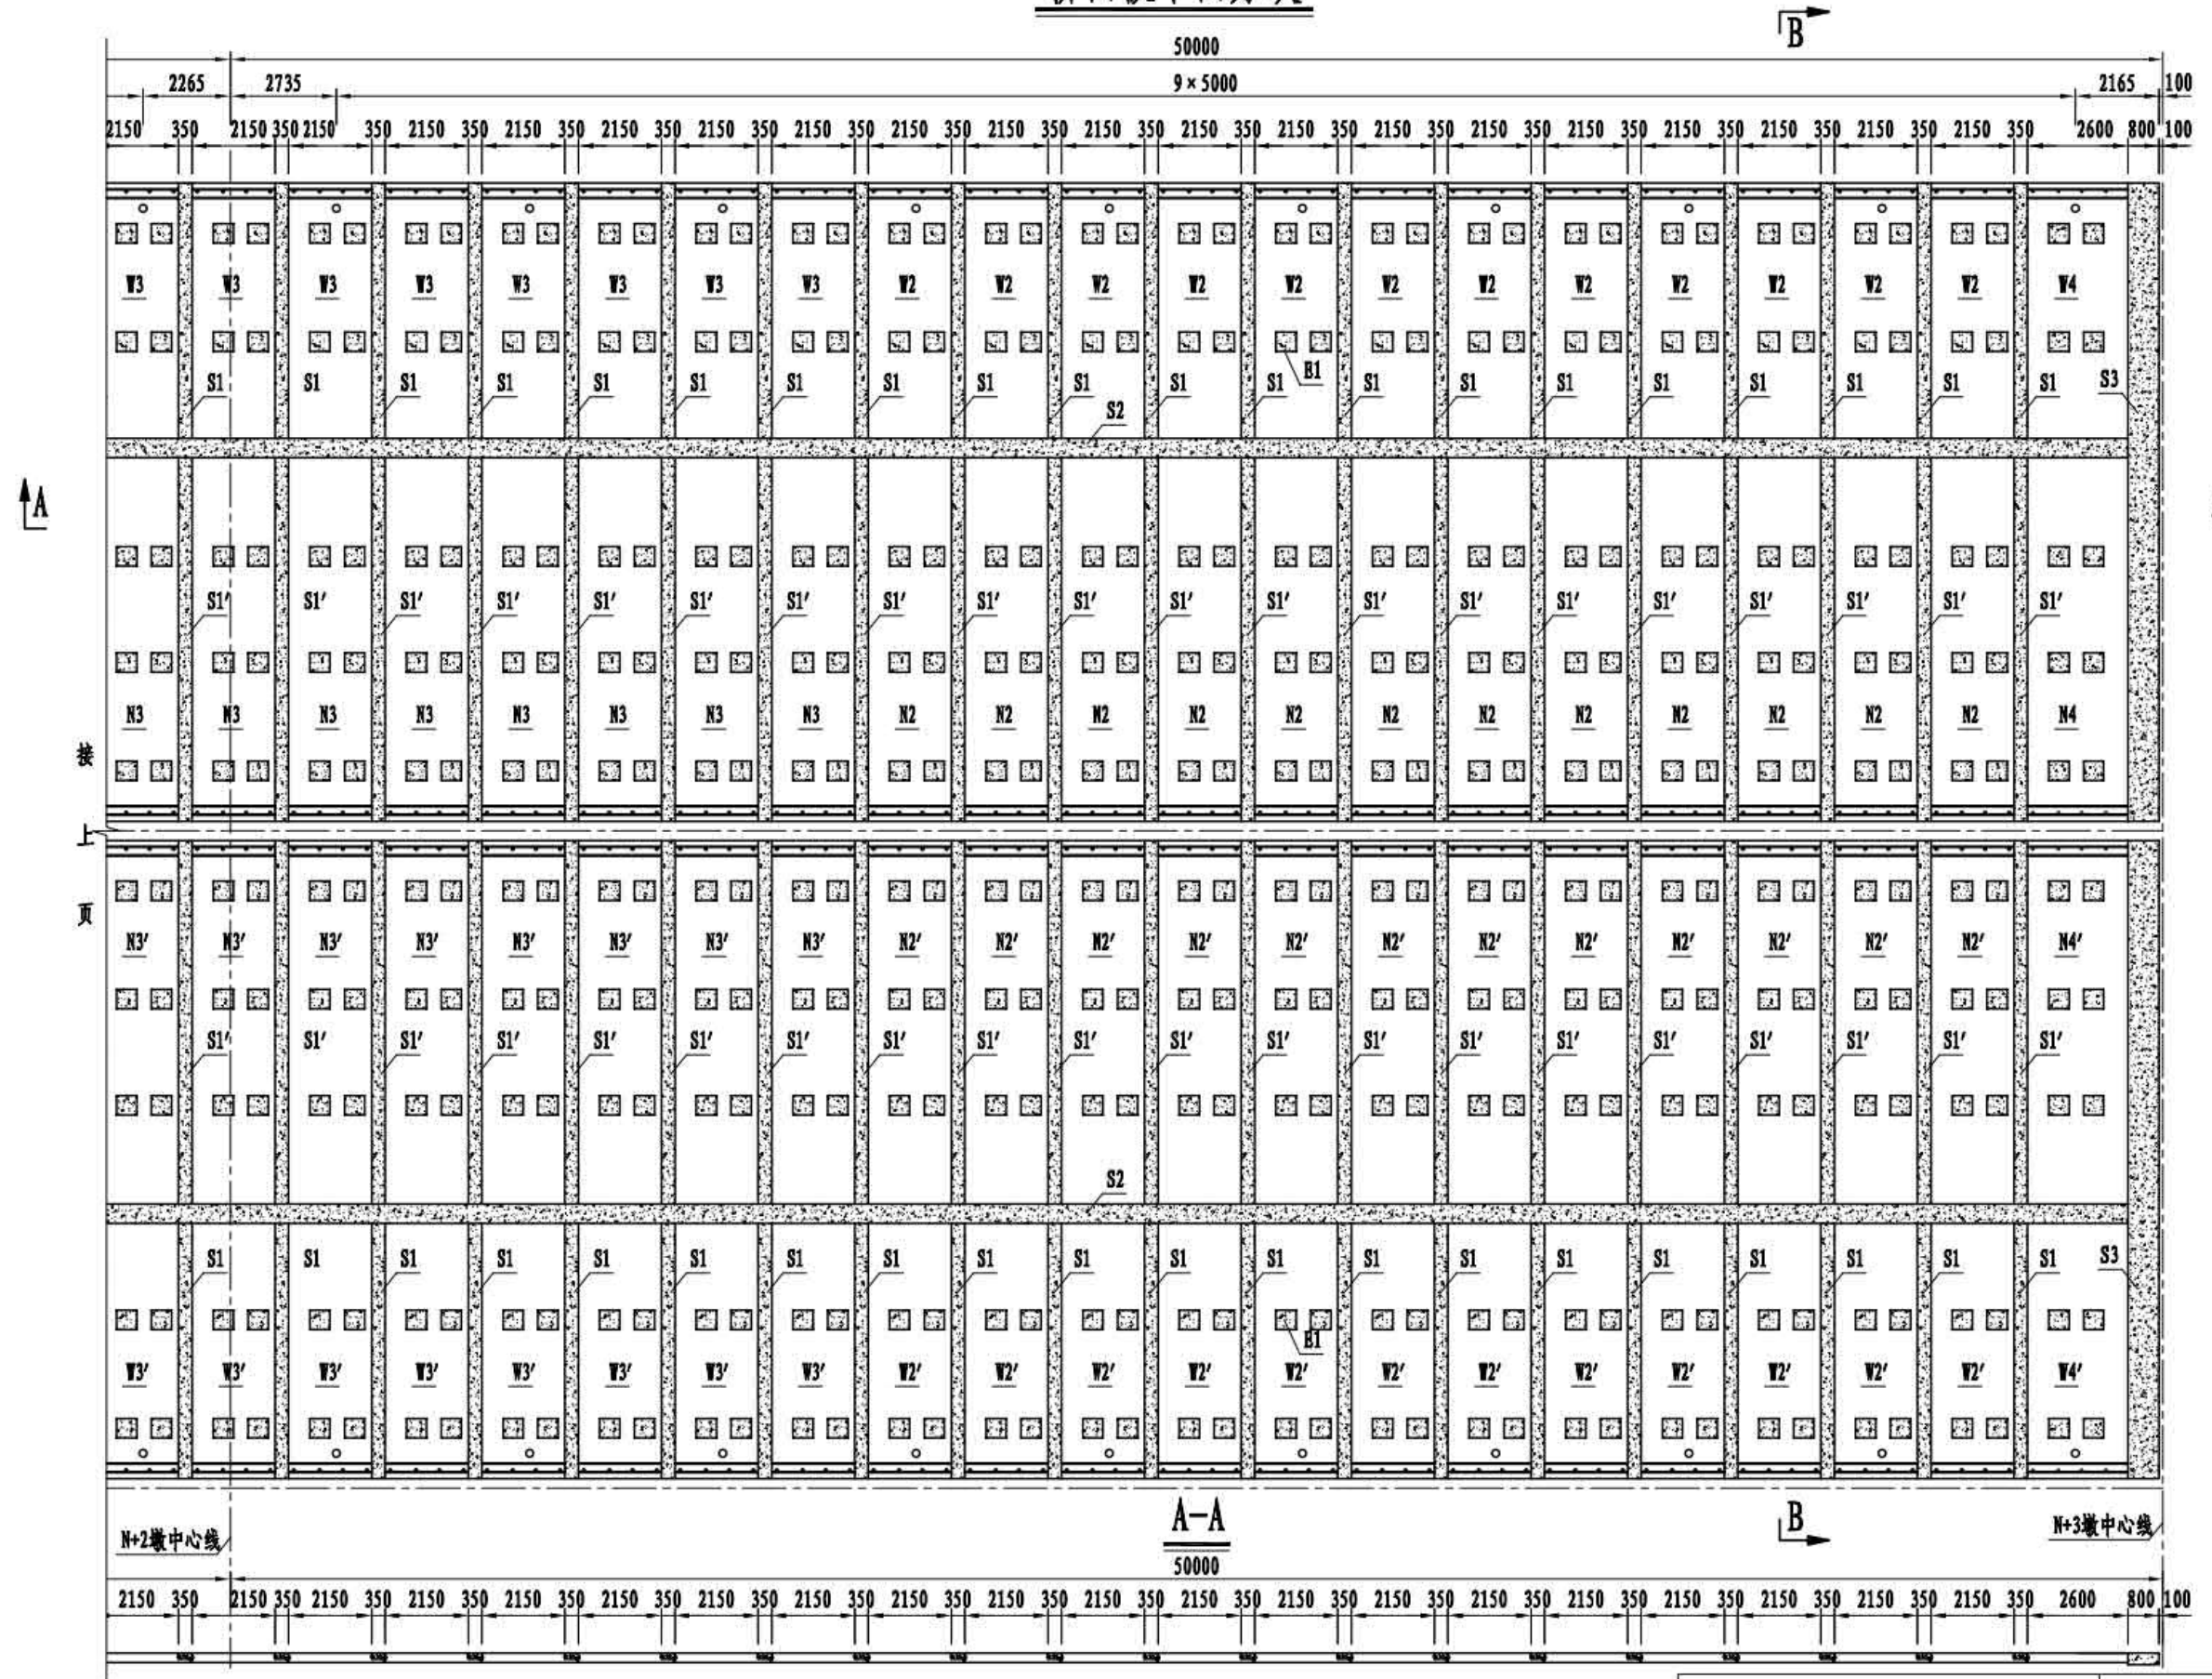 B
50000
2265 2735 9×5000 2165 100
2150 350 2150 350 2150 350 2150 350 2150 350 2150 350 2150 350 2150 350 2150 350 2150 350 2150 350 2150 350 2150 350 2150 350 2150 350 2150 350 2150 350 2150 350 2150 350 2150 350 2600 800 100
W3 W3 W3 W3 W3 W3 W3 W3 W2 W2 W2 W2 W2 W2 W2 W2 W2 W2 W2 W2 W4
B1
S1 S1 S1 S1 S1 S1 S1 S1 S1 S1 S1 S1 S1 S1 S1 S1 S1 S1 S1 S1 S3
S2
A
S1' S1' S1' S1' S1' S1' S1' S1' S1' S1' S1' S1' S1' S1' S1' S1' S1' S1' S1' S1'
N3 N3 N3 N3 N3 N3 N3 N3 N2 N2 N2 N2 N2 N2 N2 N2 N2 N2 N2 N2 N4
接
上
页
N3' N3' N3' N3' N3' N3' N3' N3' N2' N2' N2' N2' N2' N2' N2' N2' N2' N2' N2' N2' N4'
S1' S1' S1' S1' S1' S1' S1' S1' S1' S1' S1' S1' S1' S1' S1' S1' S1' S1' S1' S1'
S2
S1 S1 S1 S1 S1 S1 S1 S1 S1 S1 S1 S1 S1 S1 S1 S1 S1 S1 S1 S1 S3
B1
W3' W3' W3' W3' W3' W3' W3' W3' W2' W2' W2' W2' W2' W2' W2' W2' W2' W2' W2' W2' W4'
N+2墩中心线 A-A B N+3墩中心线
50000
2150 350 2150 350 2150 350 2150 350 2150 350 2150 350 2150 350 2150 350 2150 350 2150 350 2150 350 2150 350 2150 350 2150 350 2150 350 2150 350 2150 350 2150 350 2150 350 2150 350 2600 800 100